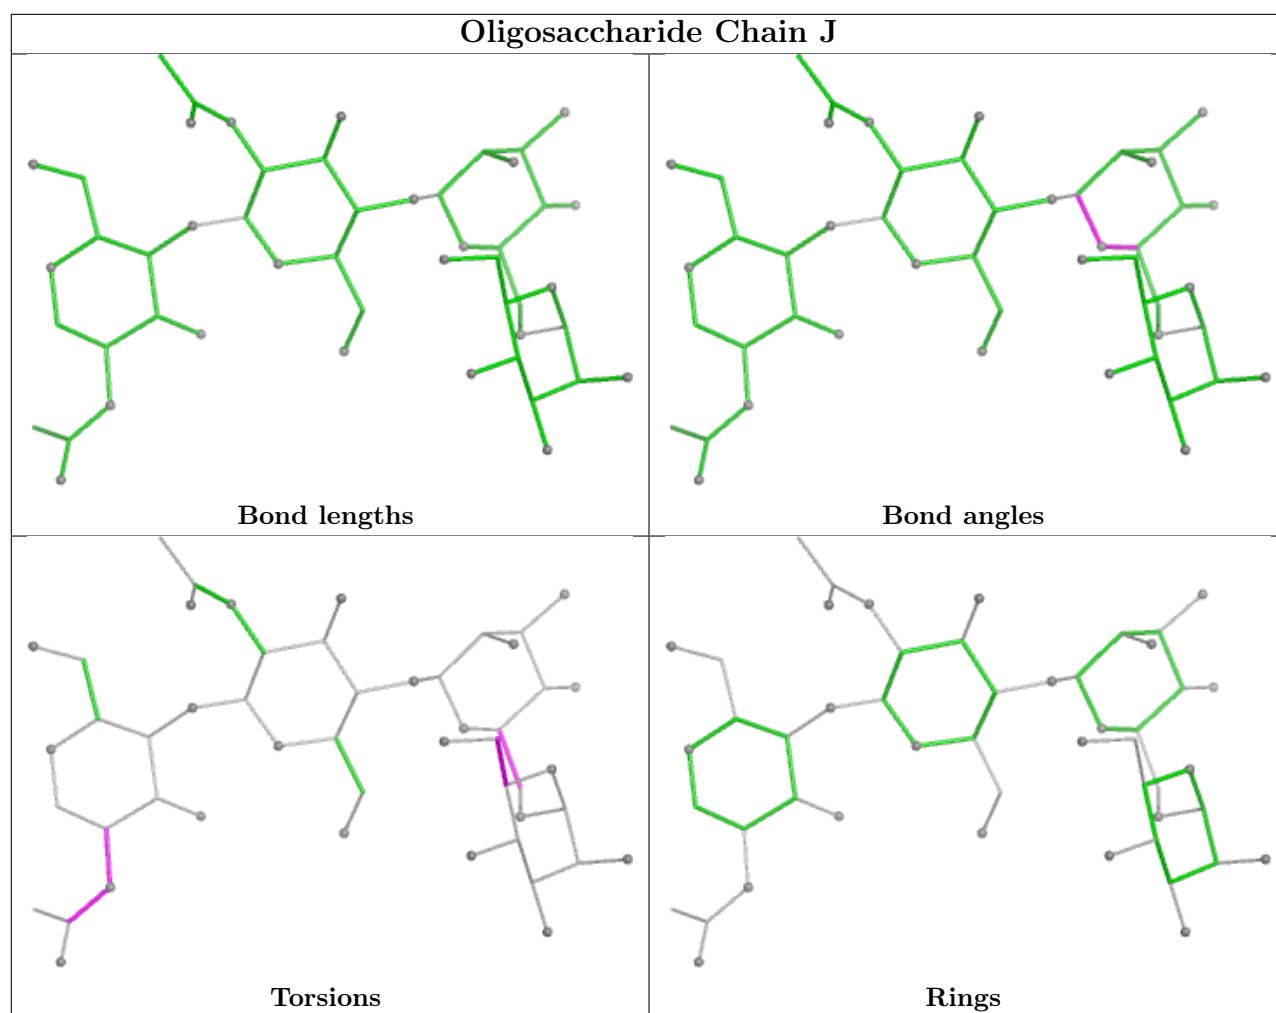 Oligosaccharide Chain J
Bond lengths
Bond angles
Torsions
Rings